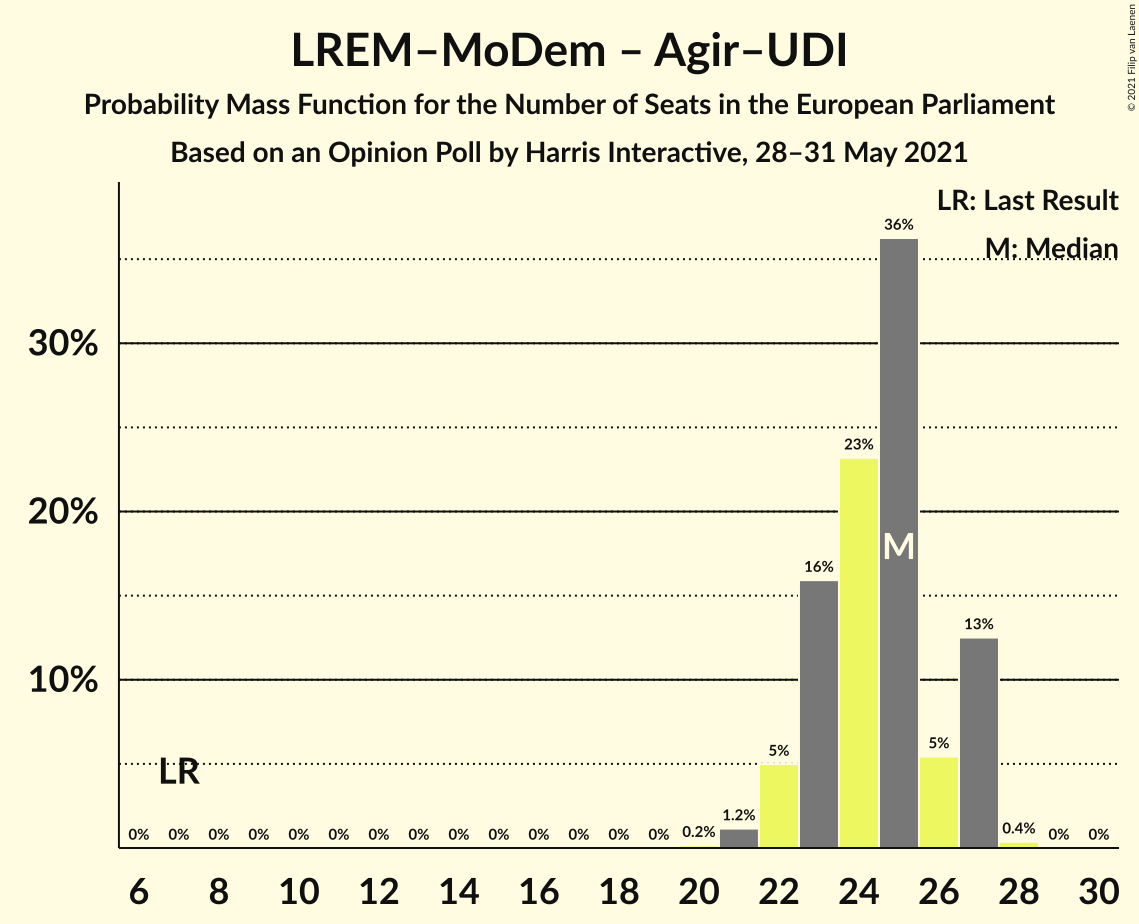 LREM–MoDem – Agir–UDI
Probability Mass Function for the Number of Seats in the European Parliament
Based on an Opinion Poll by Harris Interactive, 28–31 May 2021
© 2021 Filip van Laenen
LR: Last Result
M: Median
36%
30%
23%
20%
M
16%
13%
10%
5%
5%
LR
1.2%
0% 0% 0% 0% 0% 0% 0% 0% 0% 0% 0% 0% 0% 0% 0.2% 0.4% 0% 0%
6 8 10 12 14 16 18 20 22 24 26 28 30